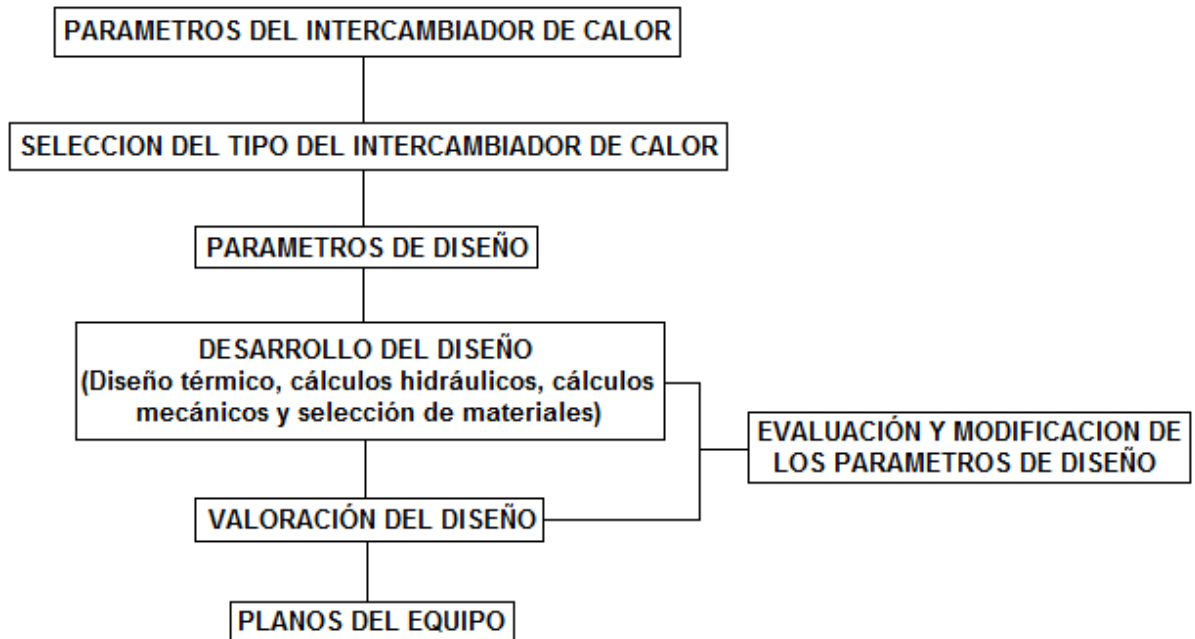 PARAMETROS DEL INTERCAMBIADOR DE CALOR
SELECCION DEL TIPO DEL INTERCAMBIADOR DE CALOR
PARAMETROS DE DISEÑO
DESARROLLO DEL DISEÑO
(Diseño térmico, cálculos hidráulicos, cálculos
mecánicos y selección de materiales)
EVALUACIÓN Y MODIFICACION DE
LOS PARAMETROS DE DISEÑO
VALORACIÓN DEL DISEÑO
PLANOS DEL EQUIPO